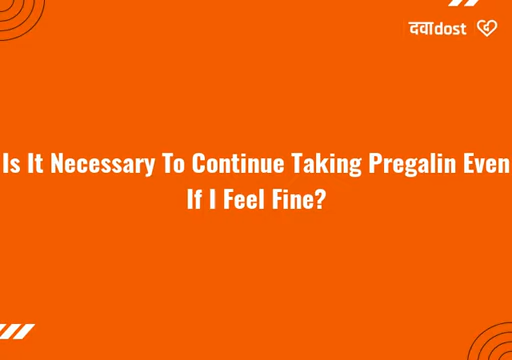 दवाdost
Is It Necessary To Continue Taking Pregalin Even
If I Feel Fine?